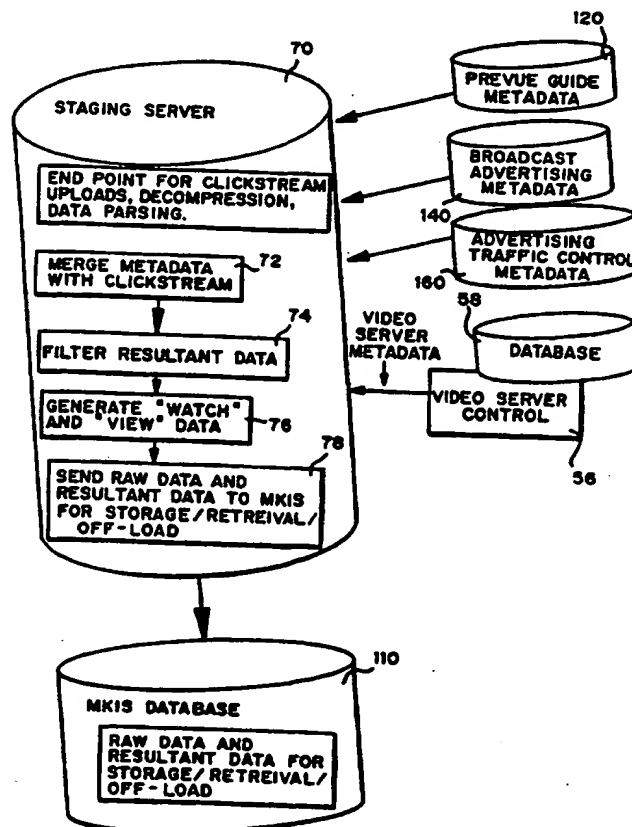 70
STAGING SERVER
END POINT FOR CLICKSTREAM
UPLOADS, DECOMPRESSION,
DATA PARSING.
MERGE METADATA
WITH CLICKSTREAM
72
FILTER RESULTANT DATA
74
GENERATE "WATCH"
AND "VIEW" DATA
76
SEND RAW DATA AND
RESULTANT DATA TO MKIS
FOR STORAGE/RETREIVAL/
OFF-LOAD
78
120
PREVUE GUIDE
METADATA
BROADCAST
ADVERTISING
METADATA
140
ADVERTISING
TRAFFIC CONTROL
METADATA
160
VIDEO
SERVER
METADATA
58
DATABASE
VIDEO SERVER
CONTROL
56
110
MKIS DATABASE
RAW DATA AND
RESULTANT DATA FOR
STORAGE/RETREIVAL/
OFF-LOAD